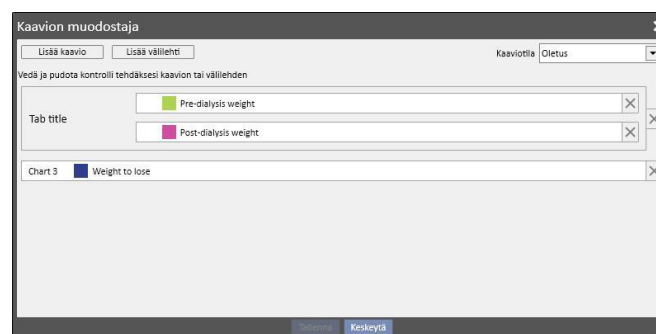 Kaavion muodostaja
Lisää kaavio Lisää välilehti Kaaviotila Oletus
Vedä ja pudota kontrolli tehdäksesi kaavion tai välilehden
Tab title
Pre-dialysis weight
Post-dialysis weight
Chart 3 Weight to lose
Tallenna Keskeytä